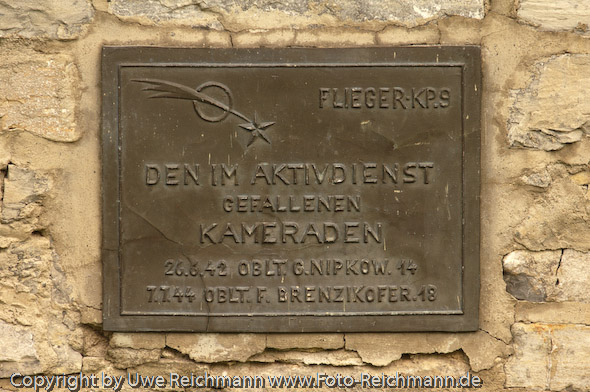 FLIEGER-KP.9
DEN IM AKTIVDIENST
GEFALLENEN
KAMERADEN
26.6.42 OBLT. G. NIPKOW. 14
7.7.44 OBLT. F. BRENZIKOFER. 18
Copyright © Uwe Reichmann www.Foto-Reichmann.de